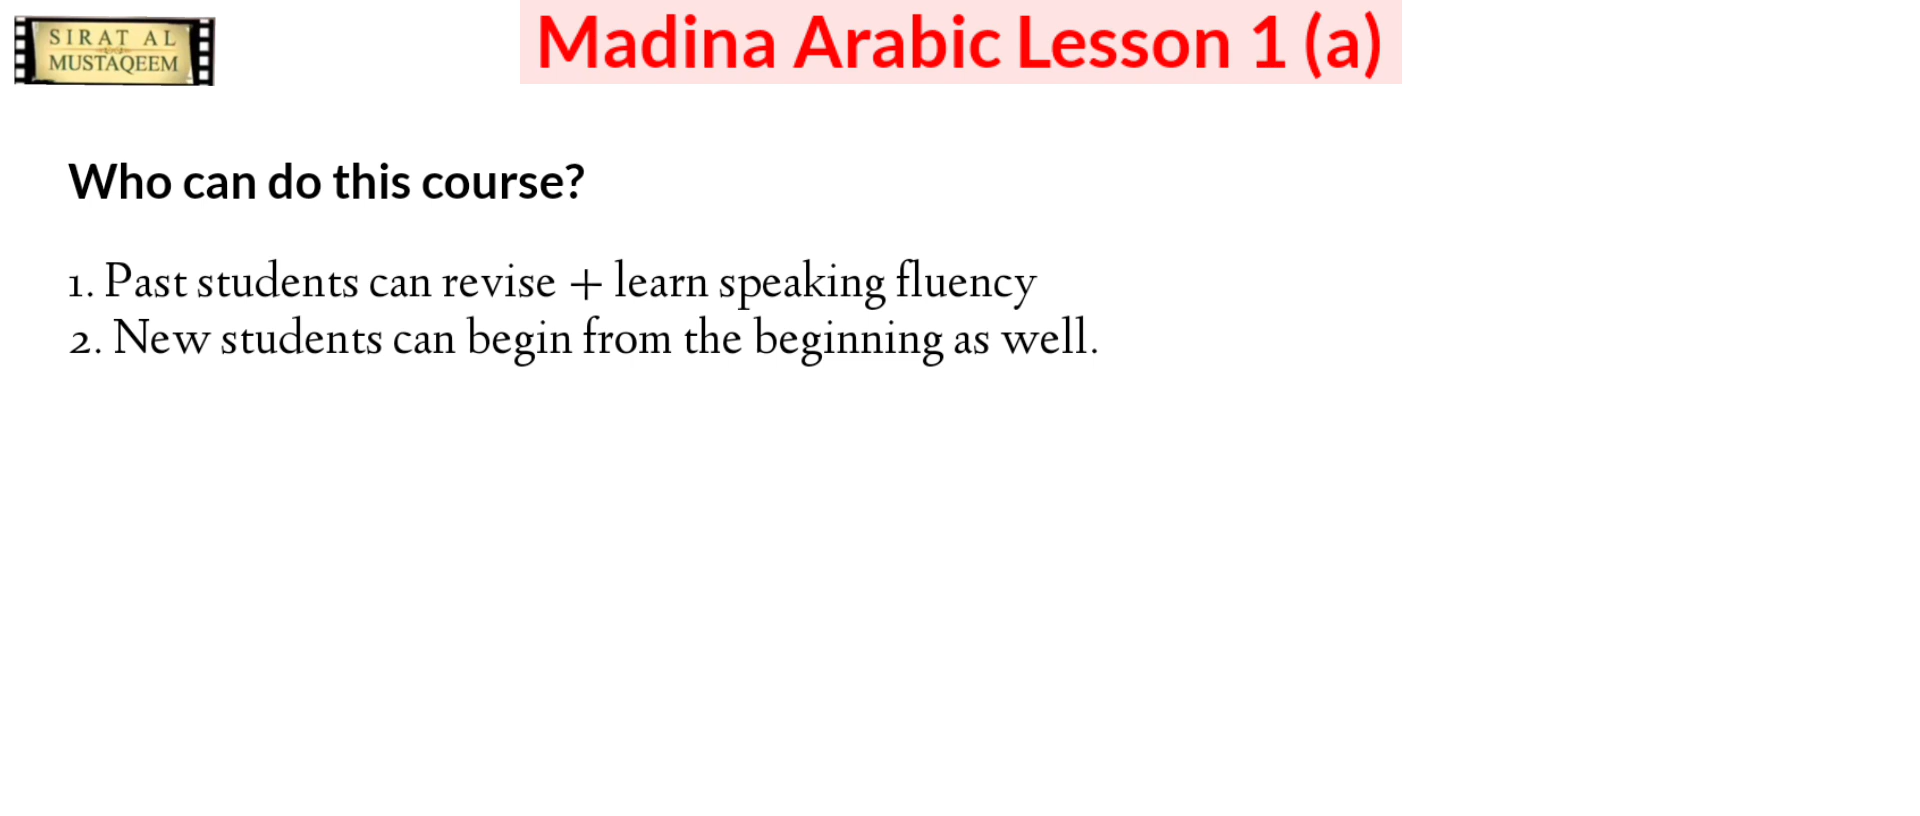 SIRAT AL
MUSTAQEEM
Madina Arabic Lesson 1 (a)
Who can do this course?
1. Past students can revise + learn speaking fluency
2. New students can begin from the beginning as well.